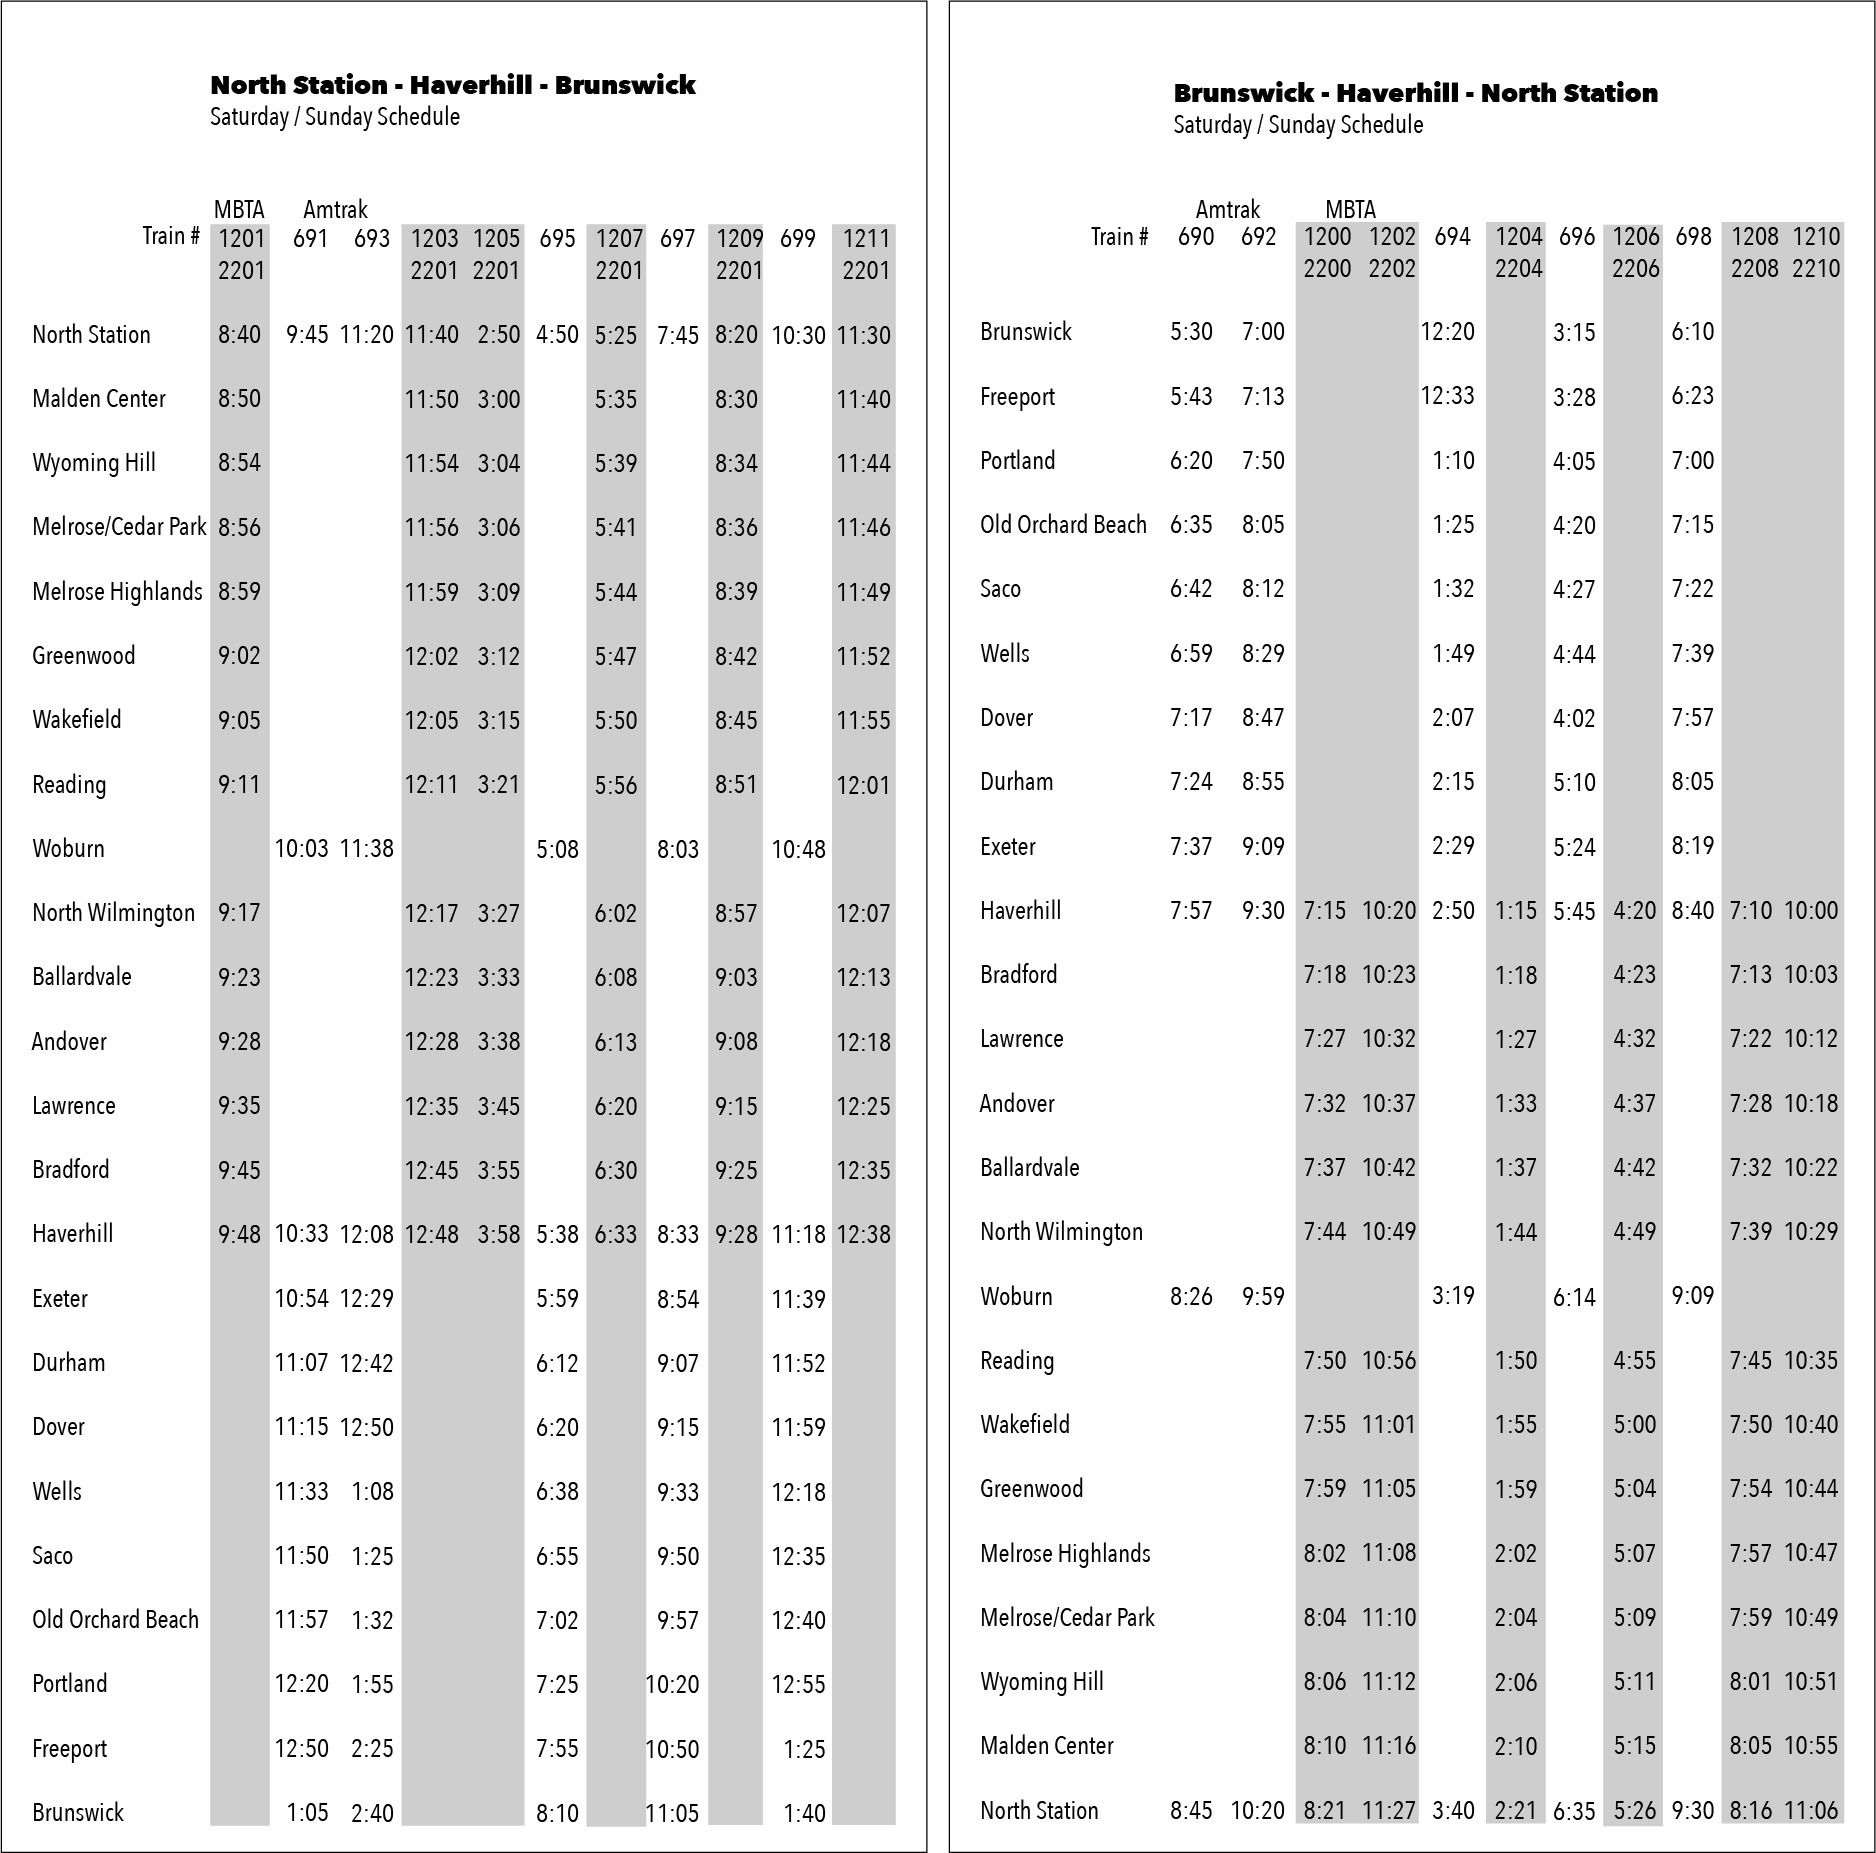 North Station - Haverhill - Brunswick
Saturday / Sunday Schedule
MBTA Amtrak
Train # 1201 691 693 1203 1205 695 1207 697 1209 699 1211
2201 2201 2201 2201 2201 2201
North Station 8:40 9:45 11:20 11:40 2:50 4:50 5:25 7:45 8:20 10:30 11:30
Malden Center 8:50 11:50 3:00 5:35 8:30 11:40
Wyoming Hill 8:54 11:54 3:04 5:39 8:34 11:44
Melrose/Cedar Park 8:56 11:56 3:06 5:41 8:36 11:46
Melrose Highlands 8:59 11:59 3:09 5:44 8:39 11:49
Greenwood 9:02 12:02 3:12 5:47 8:42 11:52
Wakefield 9:05 12:05 3:15 5:50 8:45 11:55
Reading 9:11 12:11 3:21 5:56 8:51 12:01
Woburn 10:03 11:38 5:08 8:03 10:48
North Wilmington 9:17 12:17 3:27 6:02 8:57 12:07
Ballardvale 9:23 12:23 3:33 6:08 9:03 12:13
Andover 9:28 12:28 3:38 6:13 9:08 12:18
Lawrence 9:35 12:35 3:45 6:20 9:15 12:25
Bradford 9:45 12:45 3:55 6:30 9:25 12:35
Haverhill 9:48 10:33 12:08 12:48 3:58 5:38 6:33 8:33 9:28 11:18 12:38
Exeter 10:54 12:29 5:59 8:54 11:39
Durham 11:07 12:42 6:12 9:07 11:52
Dover 11:15 12:50 6:20 9:15 11:59
Wells 11:33 1:08 6:38 9:33 12:18
Saco 11:50 1:25 6:55 9:50 12:35
Old Orchard Beach 11:57 1:32 7:02 9:57 12:40
Portland 12:20 1:55 7:25 10:20 12:55
Freeport 12:50 2:25 7:55 10:50 1:25
Brunswick 1:05 2:40 8:10 11:05 1:40
Brunswick - Haverhill - North Station
Saturday / Sunday Schedule
Amtrak MBTA
Train # 690 692 1200 1202 694 1204 696 1206 698 1208 1210
2200 2202 2204 2206 2208 2210
Brunswick 5:30 7:00 12:20 3:15 6:10
Freeport 5:43 7:13 12:33 3:28 6:23
Portland 6:20 7:50 1:10 4:05 7:00
Old Orchard Beach 6:35 8:05 1:25 4:20 7:15
Saco 6:42 8:12 1:32 4:27 7:22
Wells 6:59 8:29 1:49 4:44 7:39
Dover 7:17 8:47 2:07 4:02 7:57
Durham 7:24 8:55 2:15 5:10 8:05
Exeter 7:37 9:09 2:29 5:24 8:19
Haverhill 7:57 9:30 7:15 10:20 2:50 1:15 5:45 4:20 8:40 7:10 10:00
Bradford 7:18 10:23 1:18 4:23 7:13 10:03
Lawrence 7:27 10:32 1:27 4:32 7:22 10:12
Andover 7:32 10:37 1:33 4:37 7:28 10:18
Ballardvale 7:37 10:42 1:37 4:42 7:32 10:22
North Wilmington 7:44 10:49 1:44 4:49 7:39 10:29
Woburn 8:26 9:59 3:19 6:14 9:09
Reading 7:50 10:56 1:50 4:55 7:45 10:35
Wakefield 7:55 11:01 1:55 5:00 7:50 10:40
Greenwood 7:59 11:05 1:59 5:04 7:54 10:44
Melrose Highlands 8:02 11:08 2:02 5:07 7:57 10:47
Melrose/Cedar Park 8:04 11:10 2:04 5:09 7:59 10:49
Wyoming Hill 8:06 11:12 2:06 5:11 8:01 10:51
Malden Center 8:10 11:16 2:10 5:15 8:05 10:55
North Station 8:45 10:20 8:21 11:27 3:40 2:21 6:35 5:26 9:30 8:16 11:06